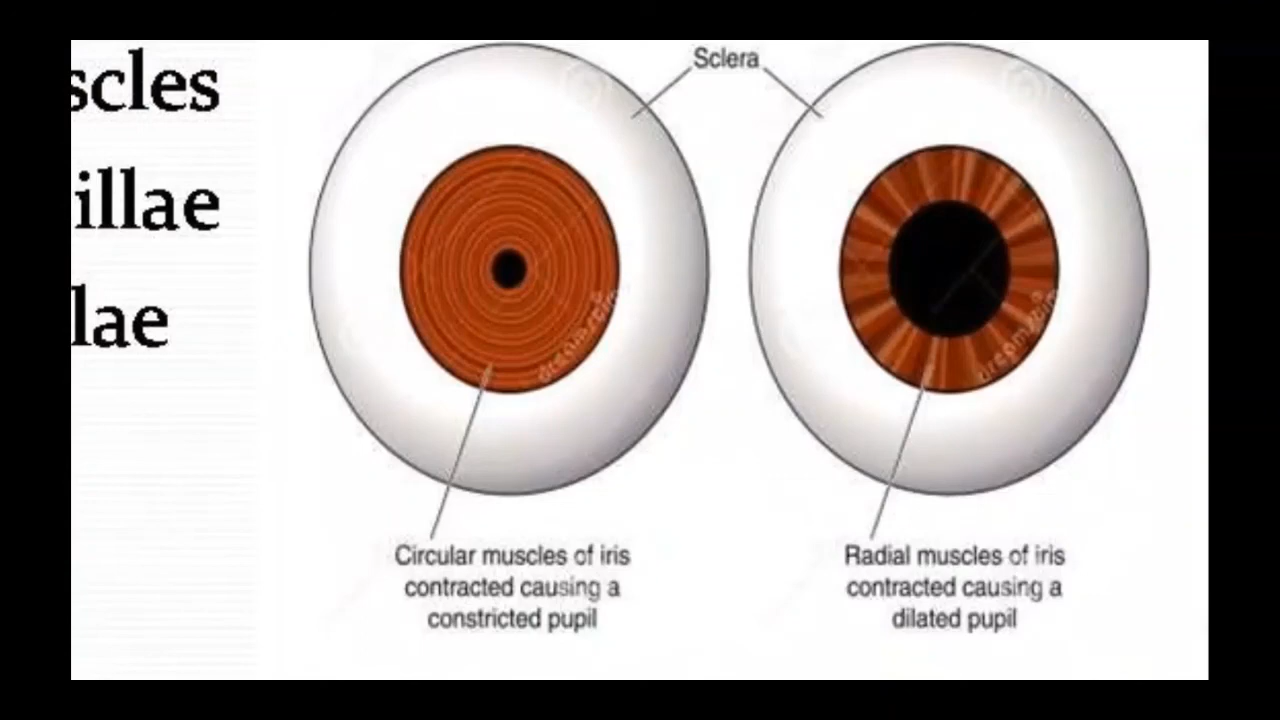 scles
illae
lae
Sclera
Circular muscles of iris
contracted causing a
constricted pupil
Radial muscles of iris
contracted causing a
dilated pupil